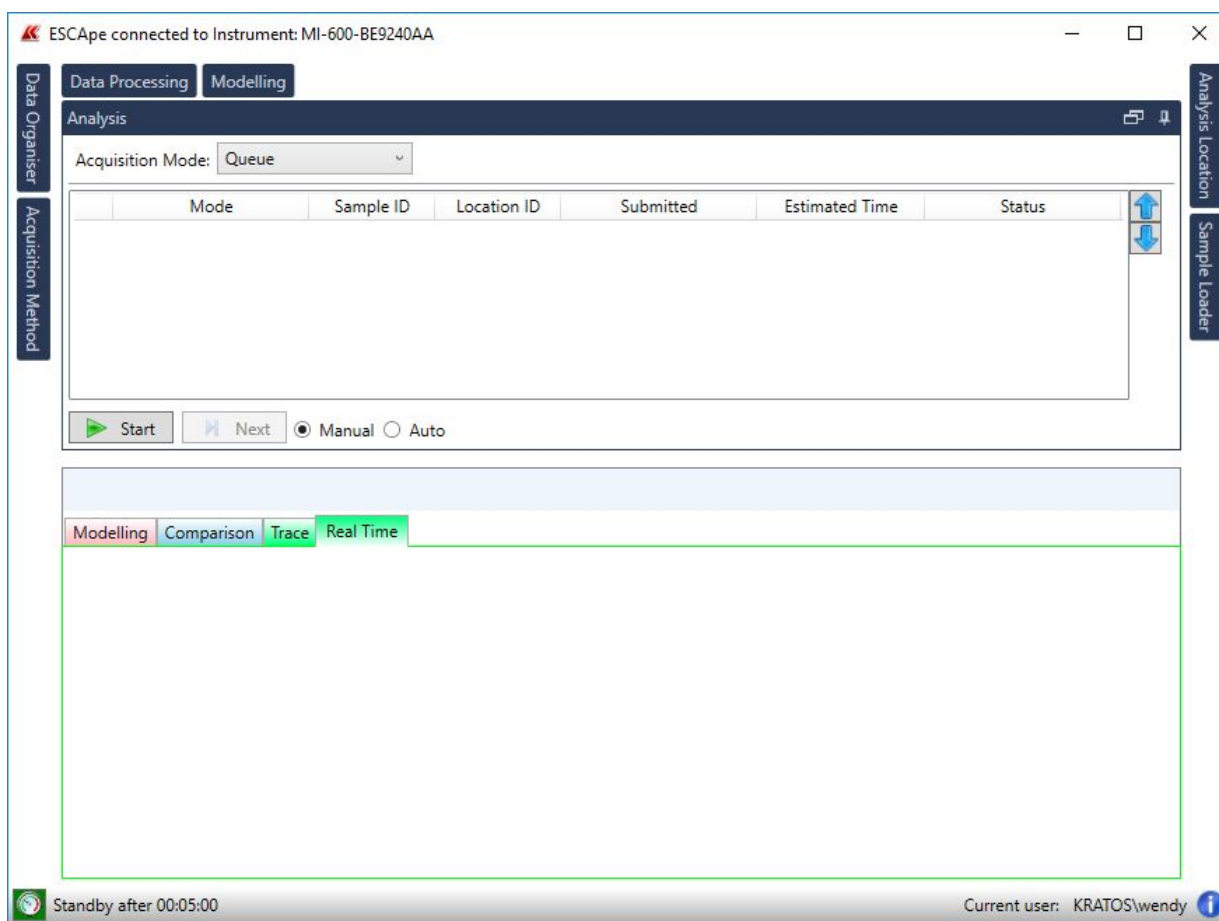 ESCApe connected to Instrument: MI-600-BE9240AA
Data Organiser
Acquisition Method
Data Processing Modelling
Analysis
Acquisition Mode: Queue
Mode Sample ID Location ID Submitted Estimated Time Status
Start Next Manual Auto
Modelling Comparison Trace Real Time
Analysis Location
Sample Loader
Standby after 00:05:00 Current user: KRATOS\wendy i